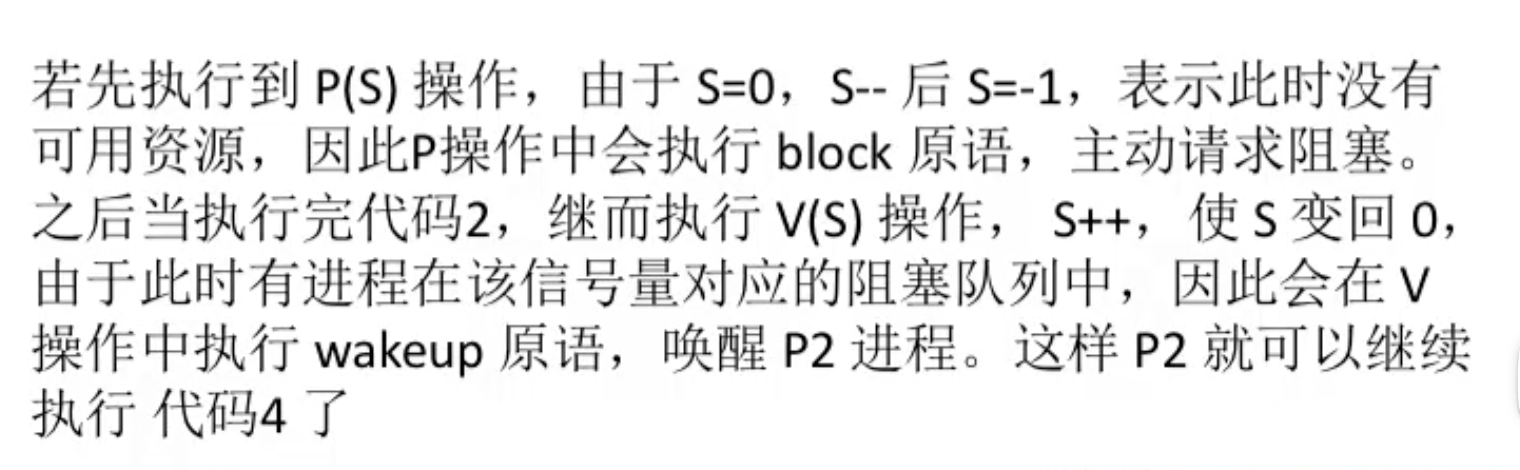 若先执行到 P(S) 操作，由于 S=0，S-- 后 S=-1，表示此时没有
可用资源，因此P操作中会执行 block 原语，主动请求阻塞。
之后当执行完代码2，继而执行 V(S) 操作， S++，使 S 变回 0，
由于此时有进程在该信号量对应的阻塞队列中，因此会在 V
操作中执行 wakeup 原语，唤醒 P2 进程。这样 P2 就可以继续
执行 代码4 了